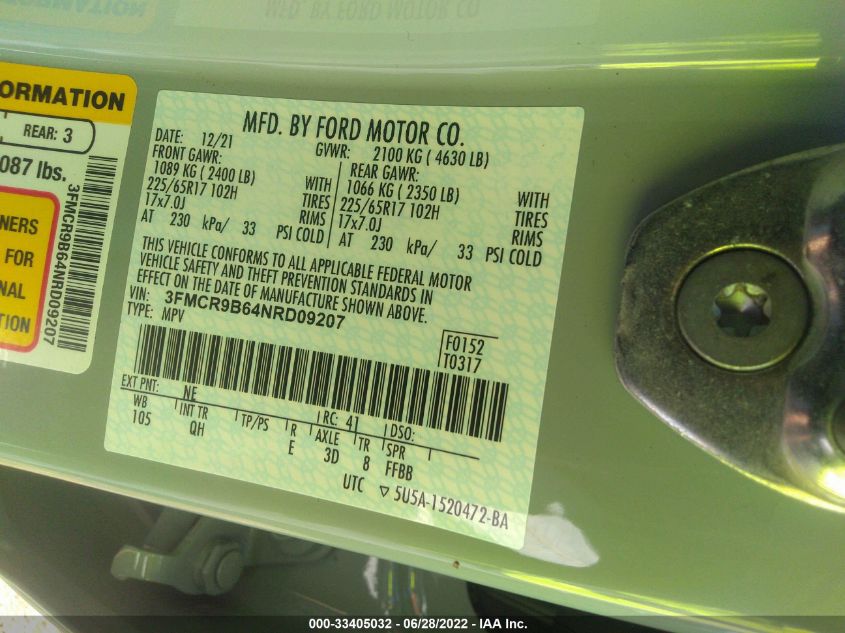 MFD. BY FORD MOTOR CO.
ORMATION
REAR: 3
087 lbs.
NERS
FOR
NAL
TION
3FMCR9B64NRD09207
MFD. BY FORD MOTOR CO.
DATE: 12/21 GVWR: 2100 KG ( 4630 LB)
FRONT GAWR: REAR GAWR:
1089 KG ( 2400 LB) WITH 1066 KG ( 2350 LB) WITH
225/65R17 102H TIRES 225/65R17 102H TIRES
17x7.0J RIMS 17x7.0J RIMS
AT 230 kPa/ 33 PSI COLD AT 230 kPa/ 33 PSI COLD
THIS VEHICLE CONFORMS TO ALL APPLICABLE FEDERAL MOTOR
VEHICLE SAFETY AND THEFT PREVENTION STANDARDS IN
EFFECT ON THE DATE OF MANUFACTURE SHOWN ABOVE.
VIN: 3FMCR9B64NRD09207
TYPE: MPV
F0152
T0317
EXT PNT: NE RC: 41 DSO:
WB INT TR TP/PS R AXLE TR SPR
105 QH E 3D 8 FFBB
UTC ▽ 5U5A-1520472-BA
000-33405032 - 06/28/2022 - IAA Inc.